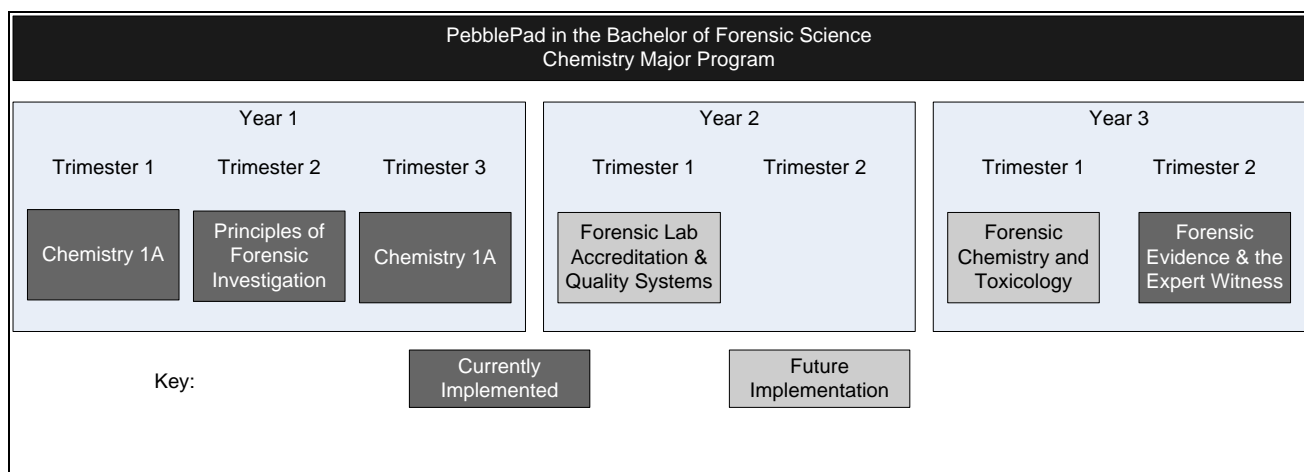 PebblePad in the Bachelor of Forensic Science
Chemistry Major Program
Year 1
Trimester 1
Trimester 2
Trimester 3
Chemistry 1A
Principles of
Forensic
Investigation
Chemistry 1A
Year 2
Trimester 1
Trimester 2
Forensic Lab
Accreditation &
Quality Systems
Year 3
Trimester 1
Trimester 2
Forensic
Chemistry and
Toxicology
Forensic
Evidence & the
Expert Witness
Key:
Currently
Implemented
Future
Implementation